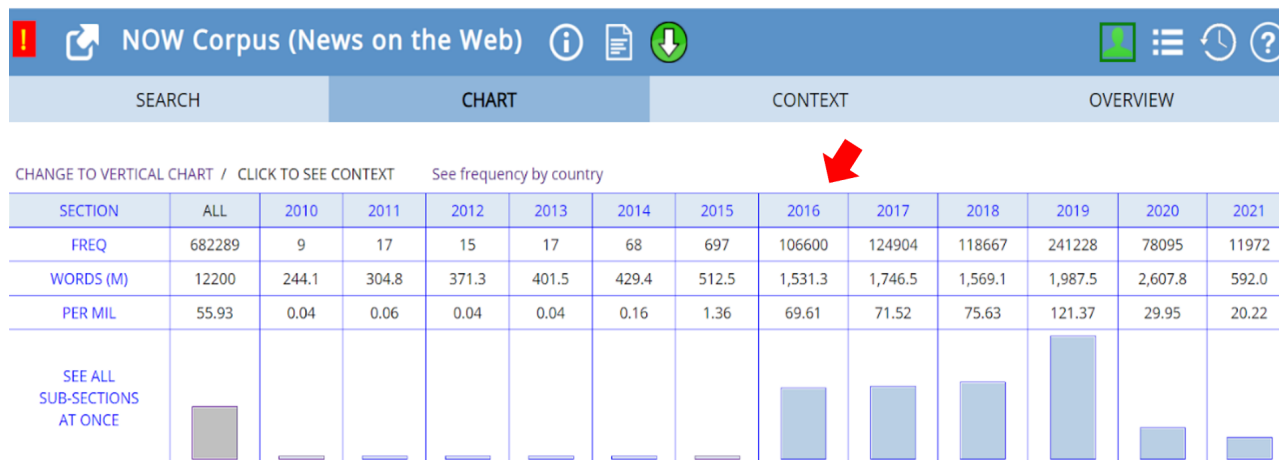 ! NOW Corpus (News on the Web) i ?
SEARCH CHART CONTEXT OVERVIEW
CHANGE TO VERTICAL CHART / CLICK TO SEE CONTEXT See frequency by country
SECTION ALL 2010 2011 2012 2013 2014 2015 2016 2017 2018 2019 2020 2021
FREQ 682289 9 17 15 17 68 697 106600 124904 118667 241228 78095 11972
WORDS (M) 12200 244.1 304.8 371.3 401.5 429.4 512.5 1,531.3 1,746.5 1,569.1 1,987.5 2,607.8 592.0
PER MIL 55.93 0.04 0.06 0.04 0.04 0.16 1.36 69.61 71.52 75.63 121.37 29.95 20.22
SEE ALL
SUB-SECTIONS
AT ONCE